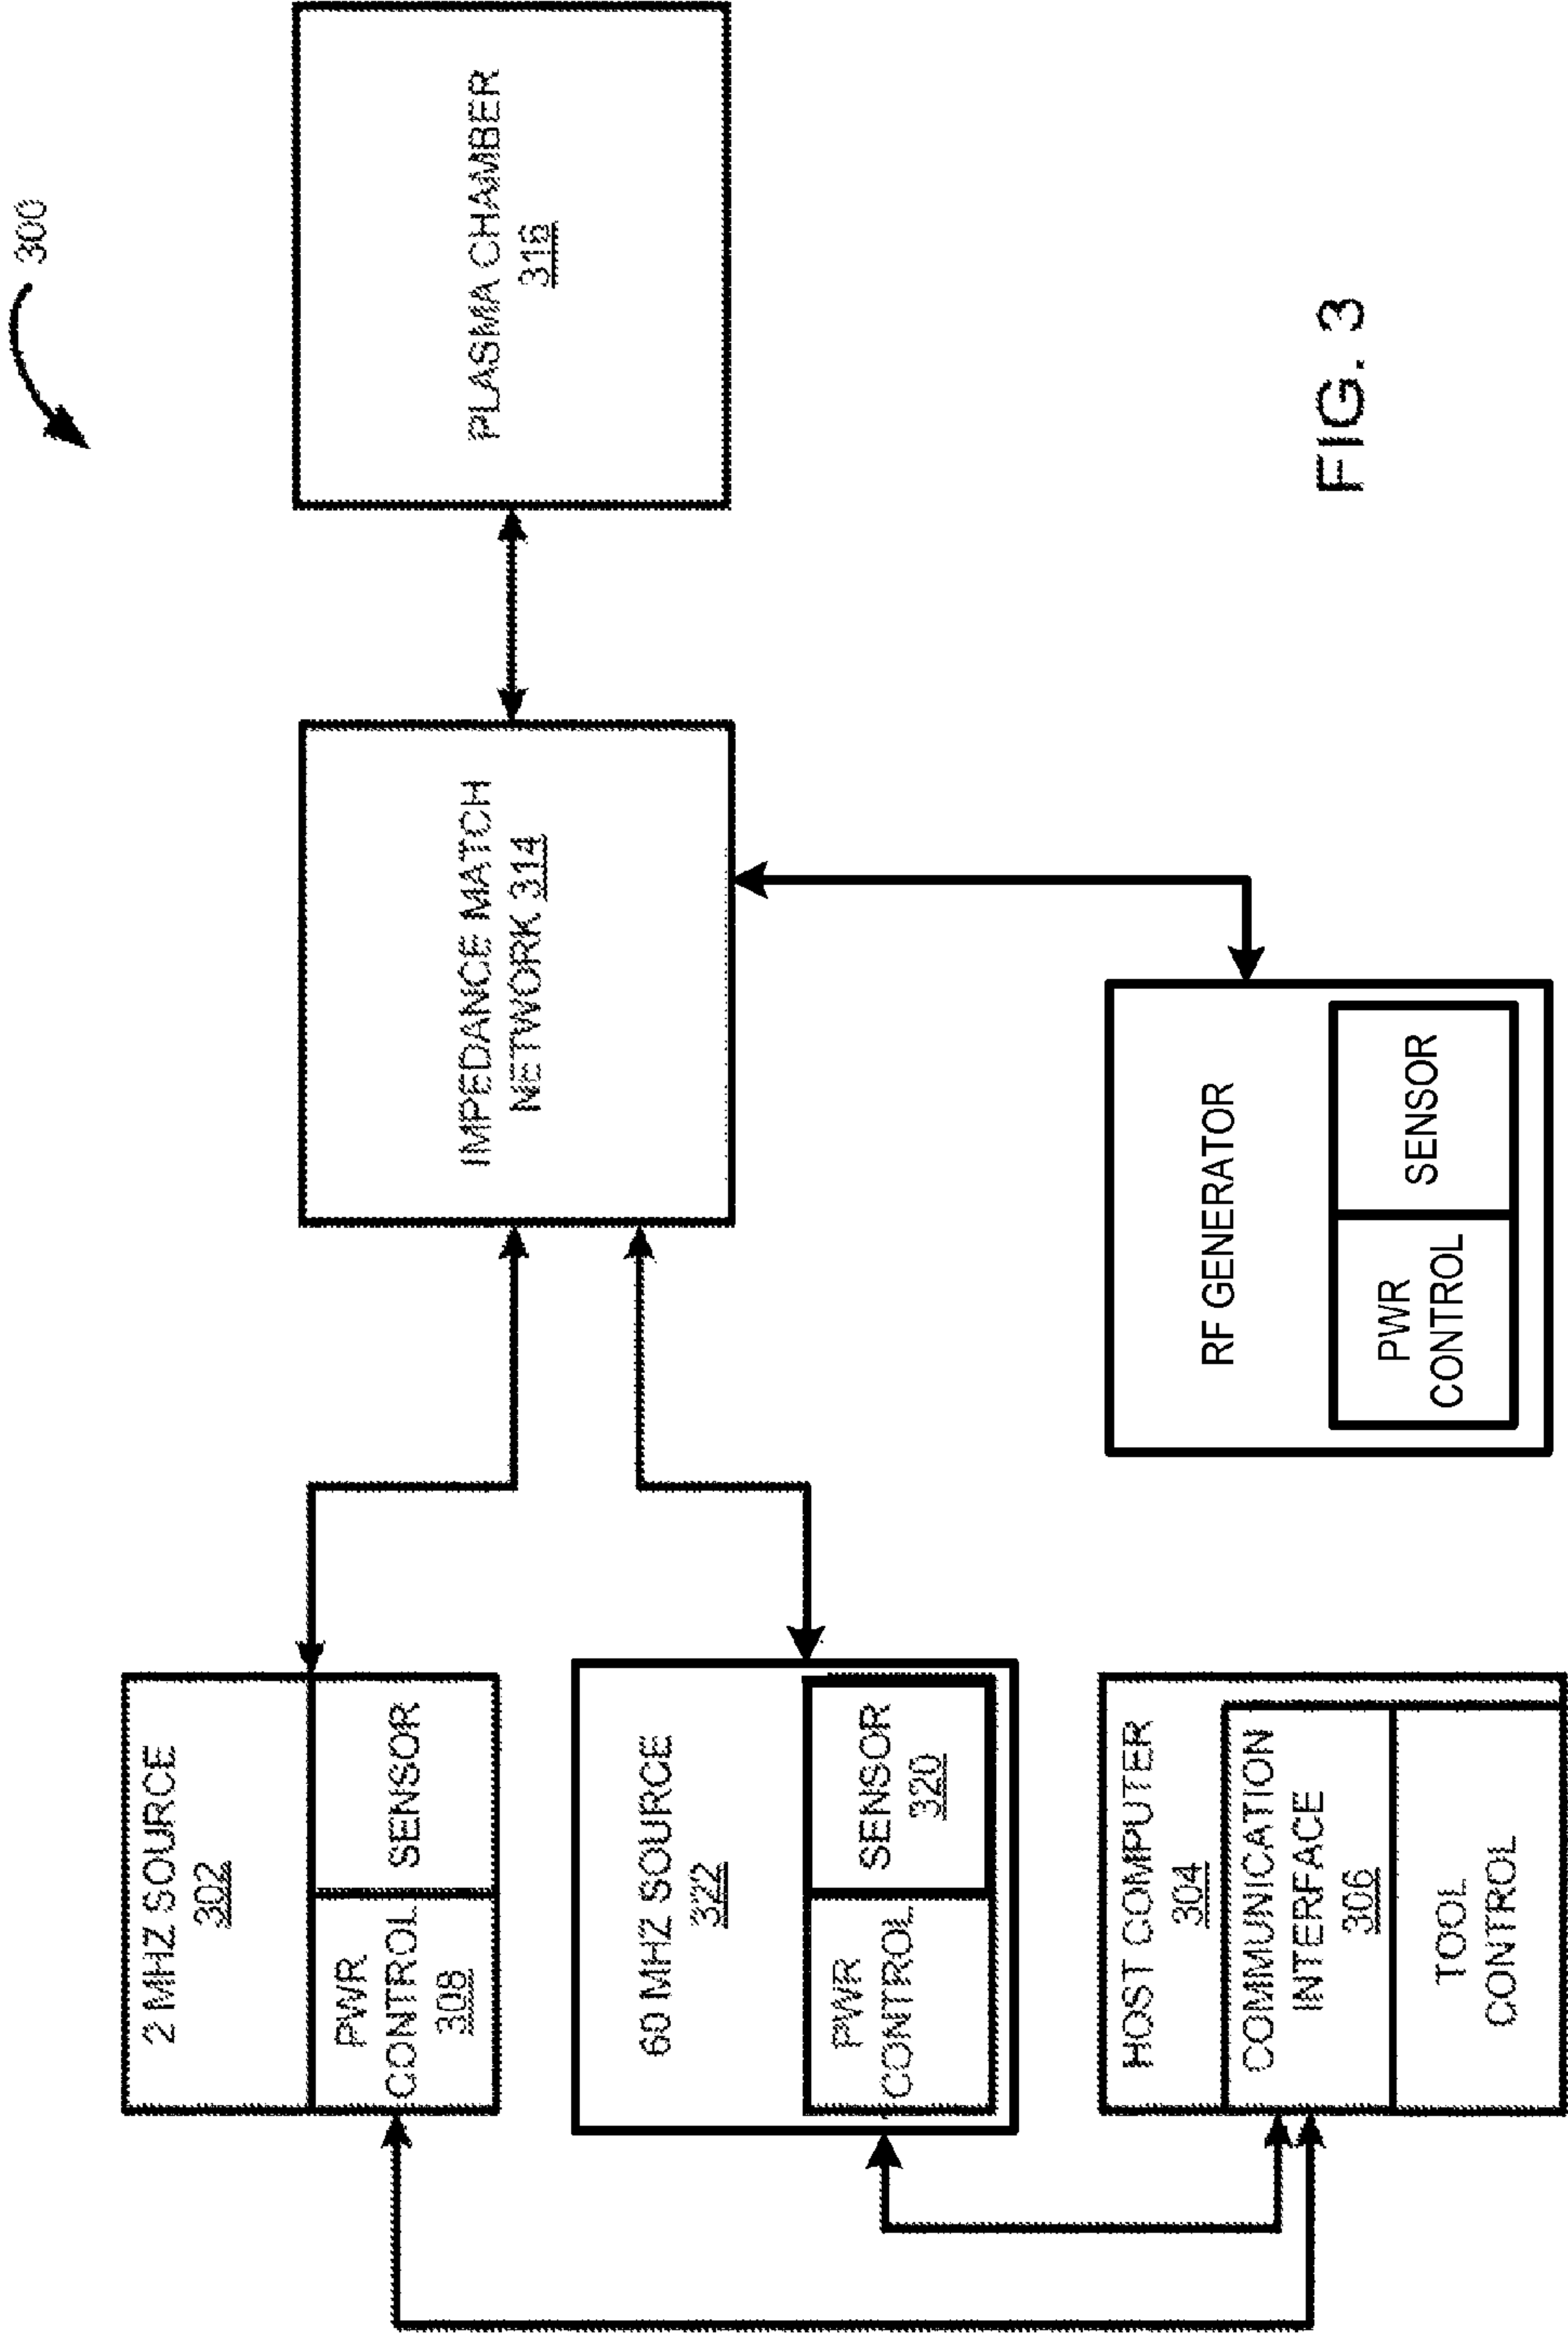 300
2 MHZ SOURCE
302
PWR
CONTROL
308
SENSOR
60 MHZ SOURCE
322
PWR
CONTROL
SENSOR
320
HOST COMPUTER
304
COMMUNICATION
INTERFACE
306
TOOL
CONTROL
IMPEDANCE MATCH
NETWORK 314
PLASMA CHAMBER
316
RF GENERATOR
PWR
CONTROL
SENSOR
FIG. 3